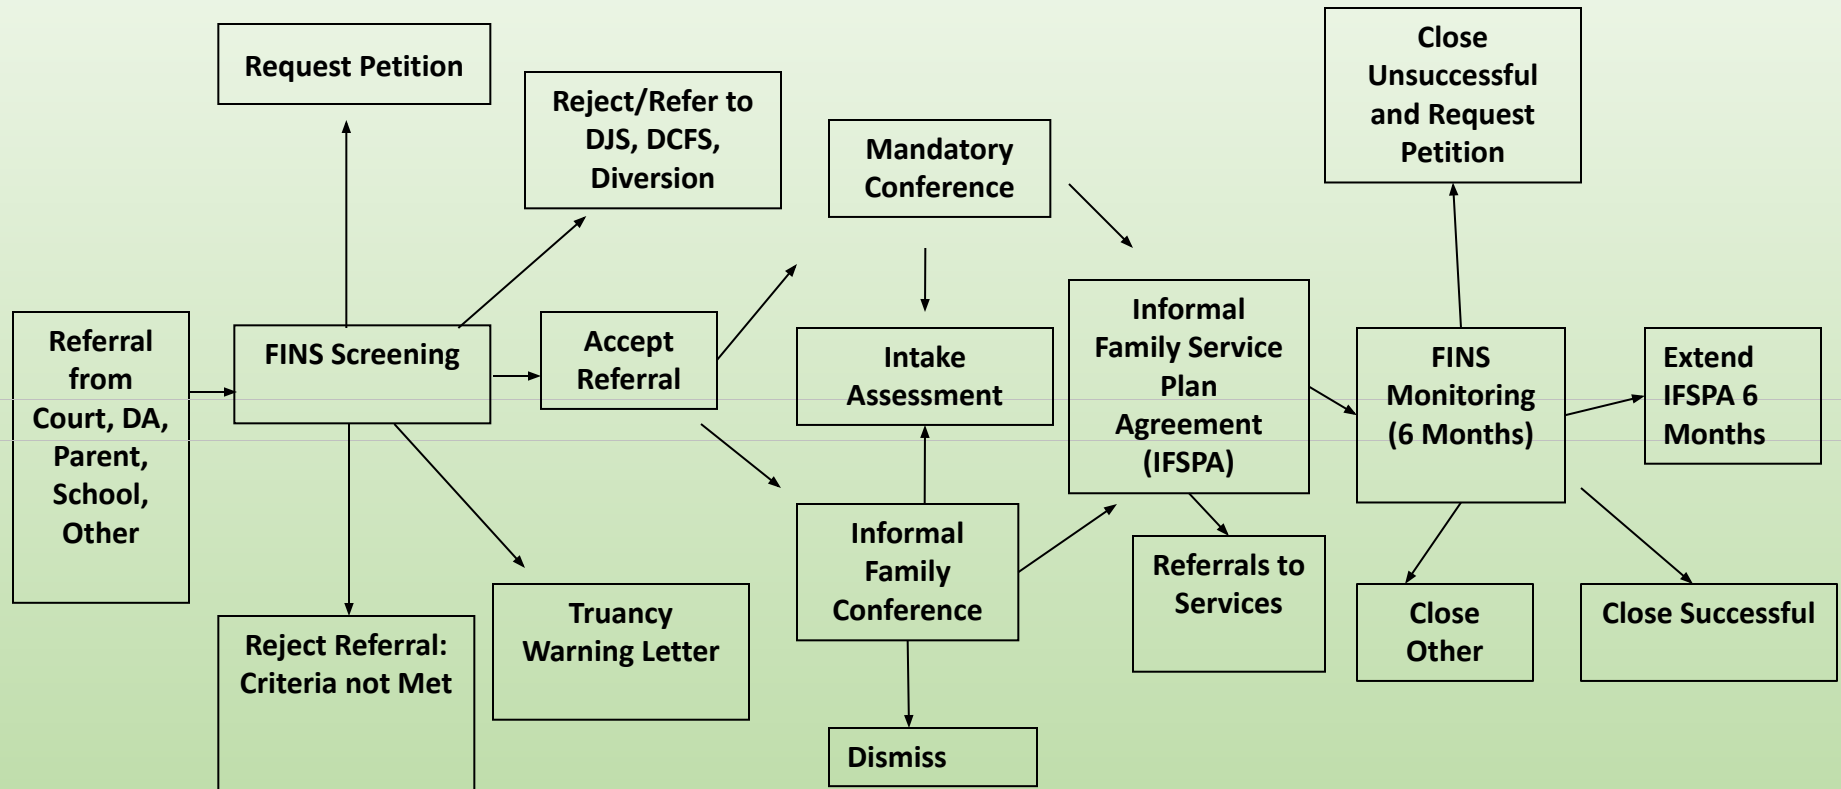 Request Petition
Reject/Refer to
DJS, DCFS,
Diversion
Mandatory
Conference
Close
Unsuccessful
and Request
Petition
Referral
from
Court, DA,
Parent,
School,
Other
FINS Screening
Accept
Referral
Intake
Assessment
Informal
Family Service
Plan
Agreement
(IFSPA)
FINS
Monitoring
(6 Months)
Extend
IFSPA 6
Months
Reject Referral:
Criteria not Met
Truancy
Warning Letter
Informal
Family
Conference
Referrals to
Services
Close
Other
Close Successful
Dismiss